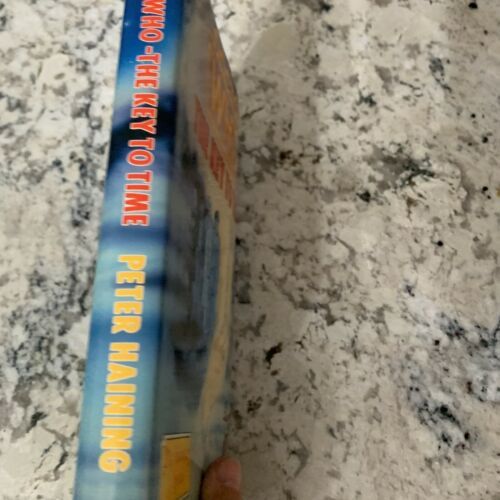 WHO-THE KEY TO TIME
PETER HAINING